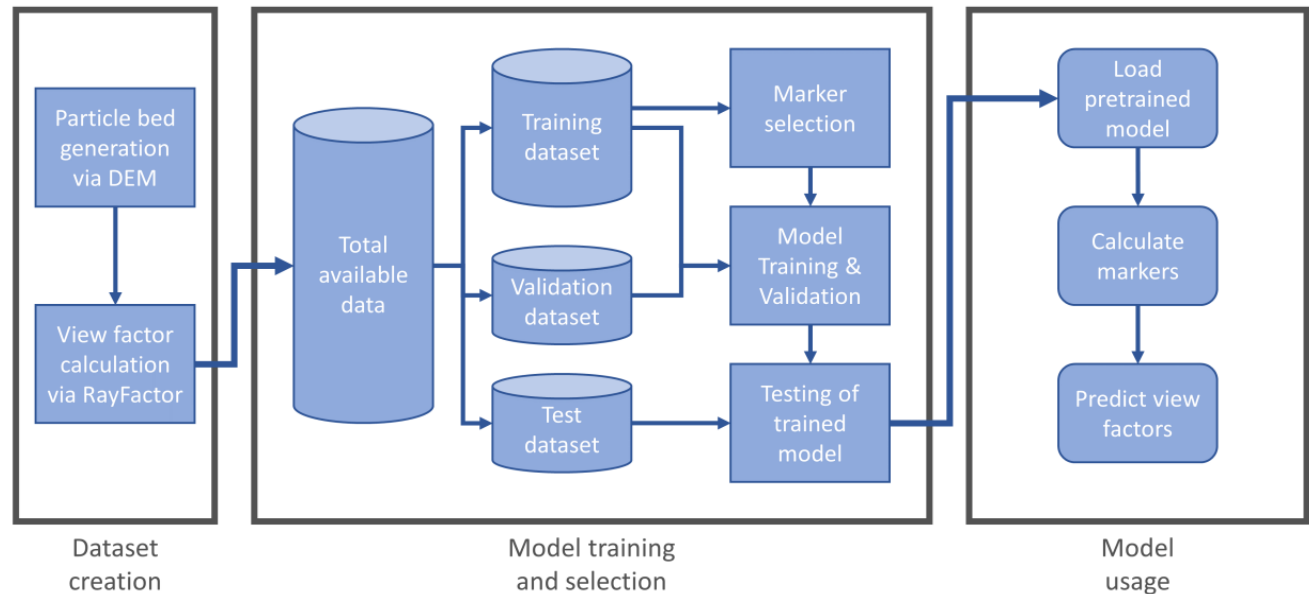 Particle bed
generation
via DEM
View factor
calculation
via RayFactor
Dataset
creation
Total
available
data
Training
dataset
Validation
dataset
Test
dataset
Marker
selection
Model
Training &
Validation
Testing of
trained
model
Model training
and selection
Load
pretrained
model
Calculate
markers
Predict view
factors
Model
usage